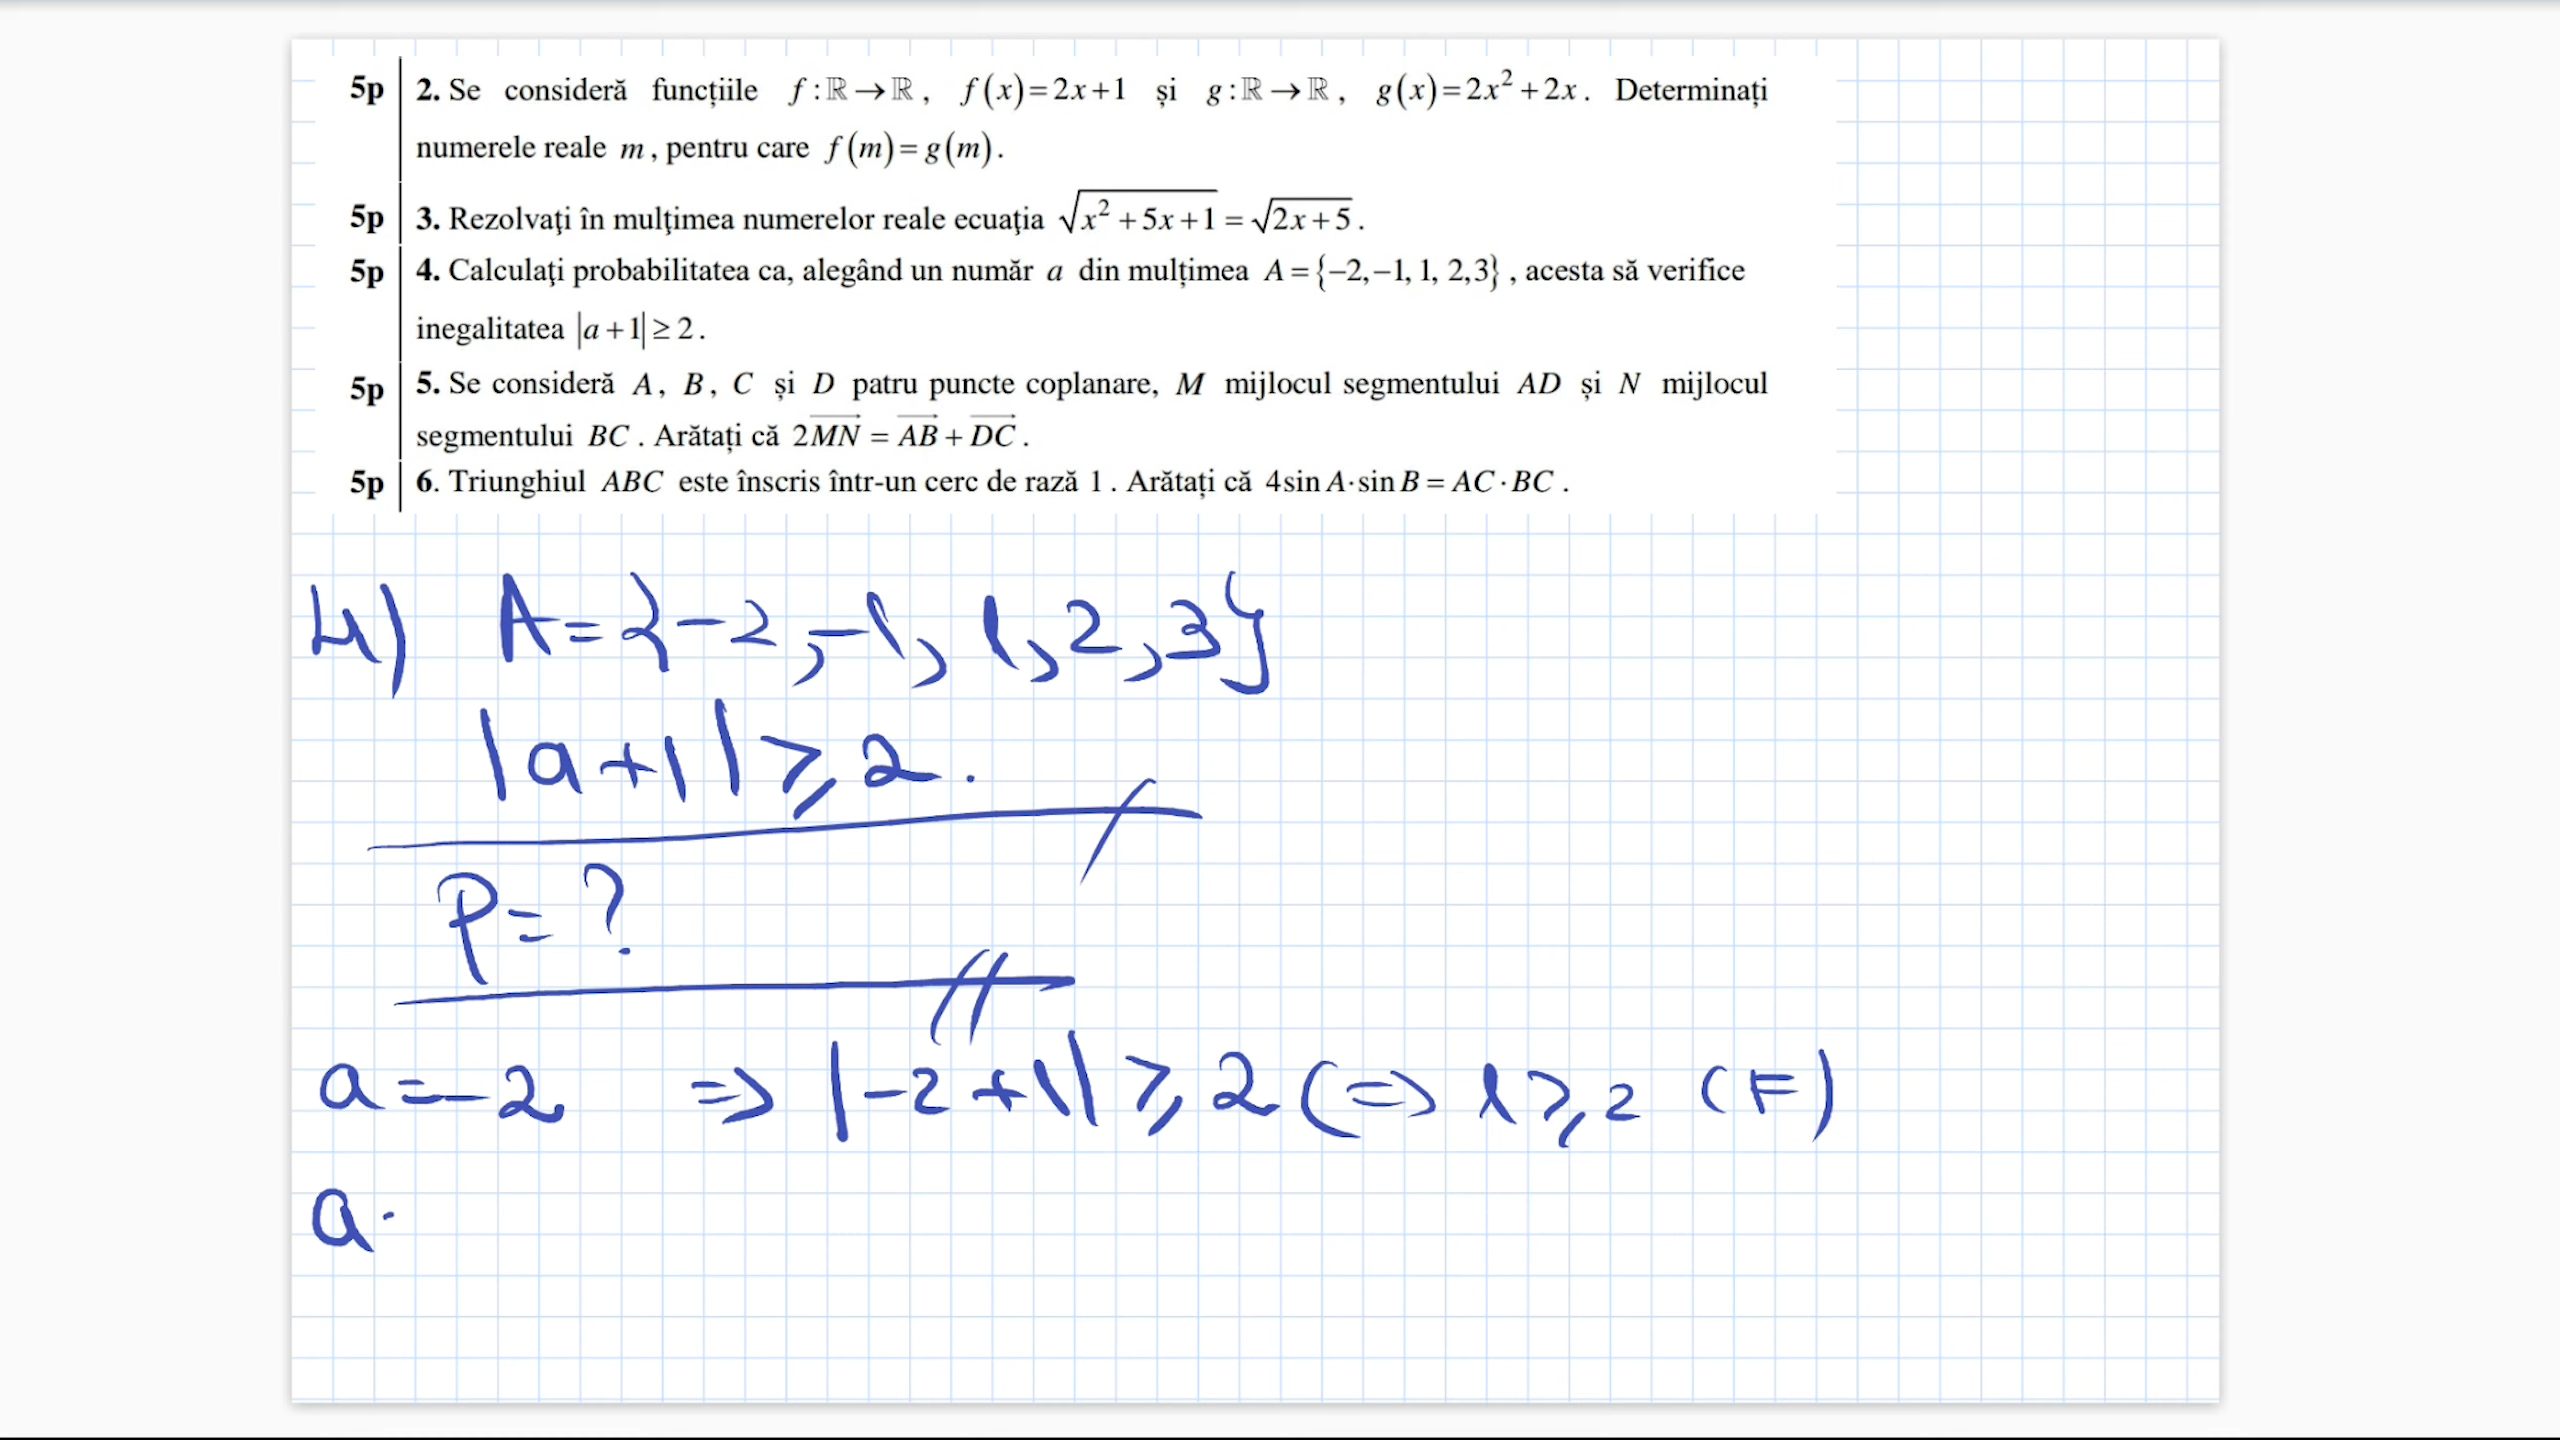 5p 2. Se consideră funcțiile f : ℝ → ℝ, f(x) = 2x + 1 și g : ℝ → ℝ, g(x) = 2x² + 2x. Determinați
numerele reale m, pentru care f(m) = g(m).
5p 3. Rezolvaţi în mulţimea numerelor reale ecuaţia √(x² + 5x + 1) = √(2x + 5).
5p 4. Calculaţi probabilitatea ca, alegând un număr a din mulțimea A = {−2, −1, 1, 2, 3}, acesta să verifice
inegalitatea |a + 1| ≥ 2.
5p 5. Se consideră A, B, C și D patru puncte coplanare, M mijlocul segmentului AD și N mijlocul
segmentului BC. Arătați că 2MN⃗ = AB⃗ + DC⃗.
5p 6. Triunghiul ABC este înscris într-un cerc de rază 1. Arătați că 4 sin A · sin B = AC · BC.
4) A = {−2, −1, 1, 2, 3}
|a+1| ≥ 2.
P = ?
a = −2 ⇒ |−2+1| ≥ 2 (⇒ 1 ≥ 2 (F)
a